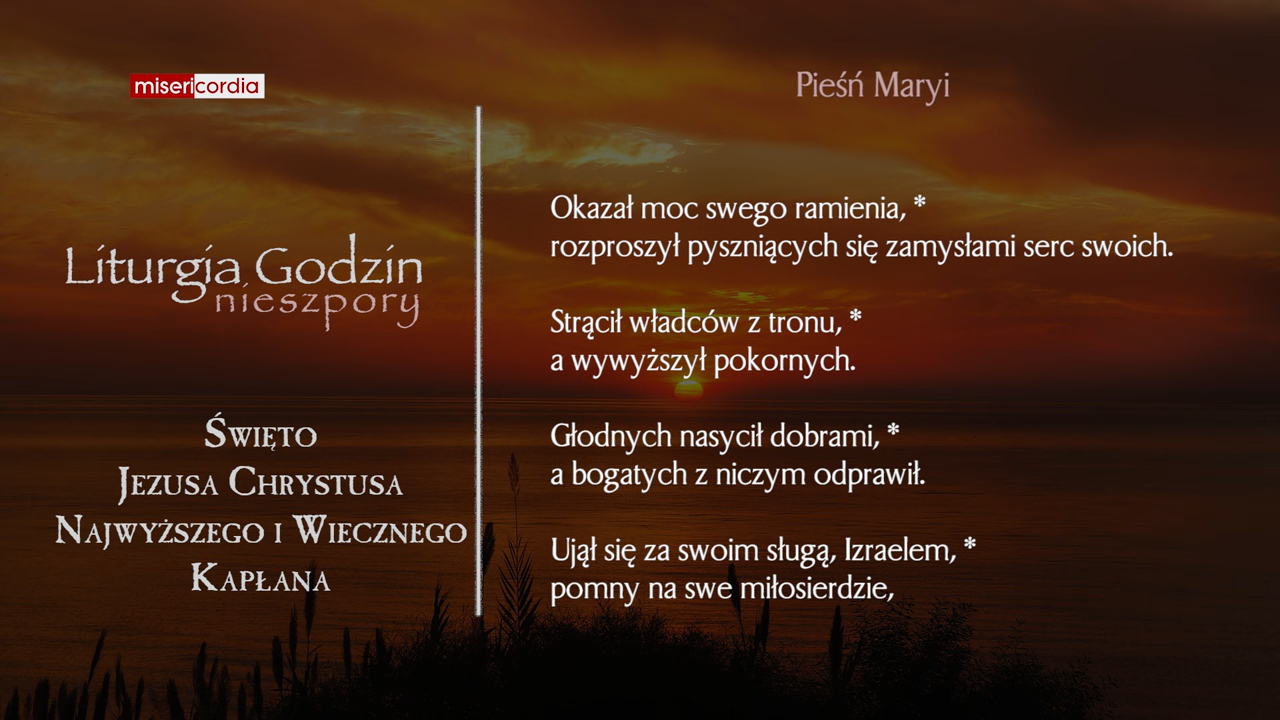 misericordia
Liturgia Godzin
nieszpory
Święto
Jezusa Chrystusa
Najwyższego i Wiecznego
Kapłana
Pieśń Maryi
Okazał moc swego ramienia, *
rozproszył pyszniących się zamysłami serc swoich.
Strącił władców z tronu, *
a wywyższył pokornych.
Głodnych nasycił dobrami, *
a bogatych z niczym odprawił.
Ujął się za swoim sługą, Izraelem, *
pomny na swe miłosierdzie,